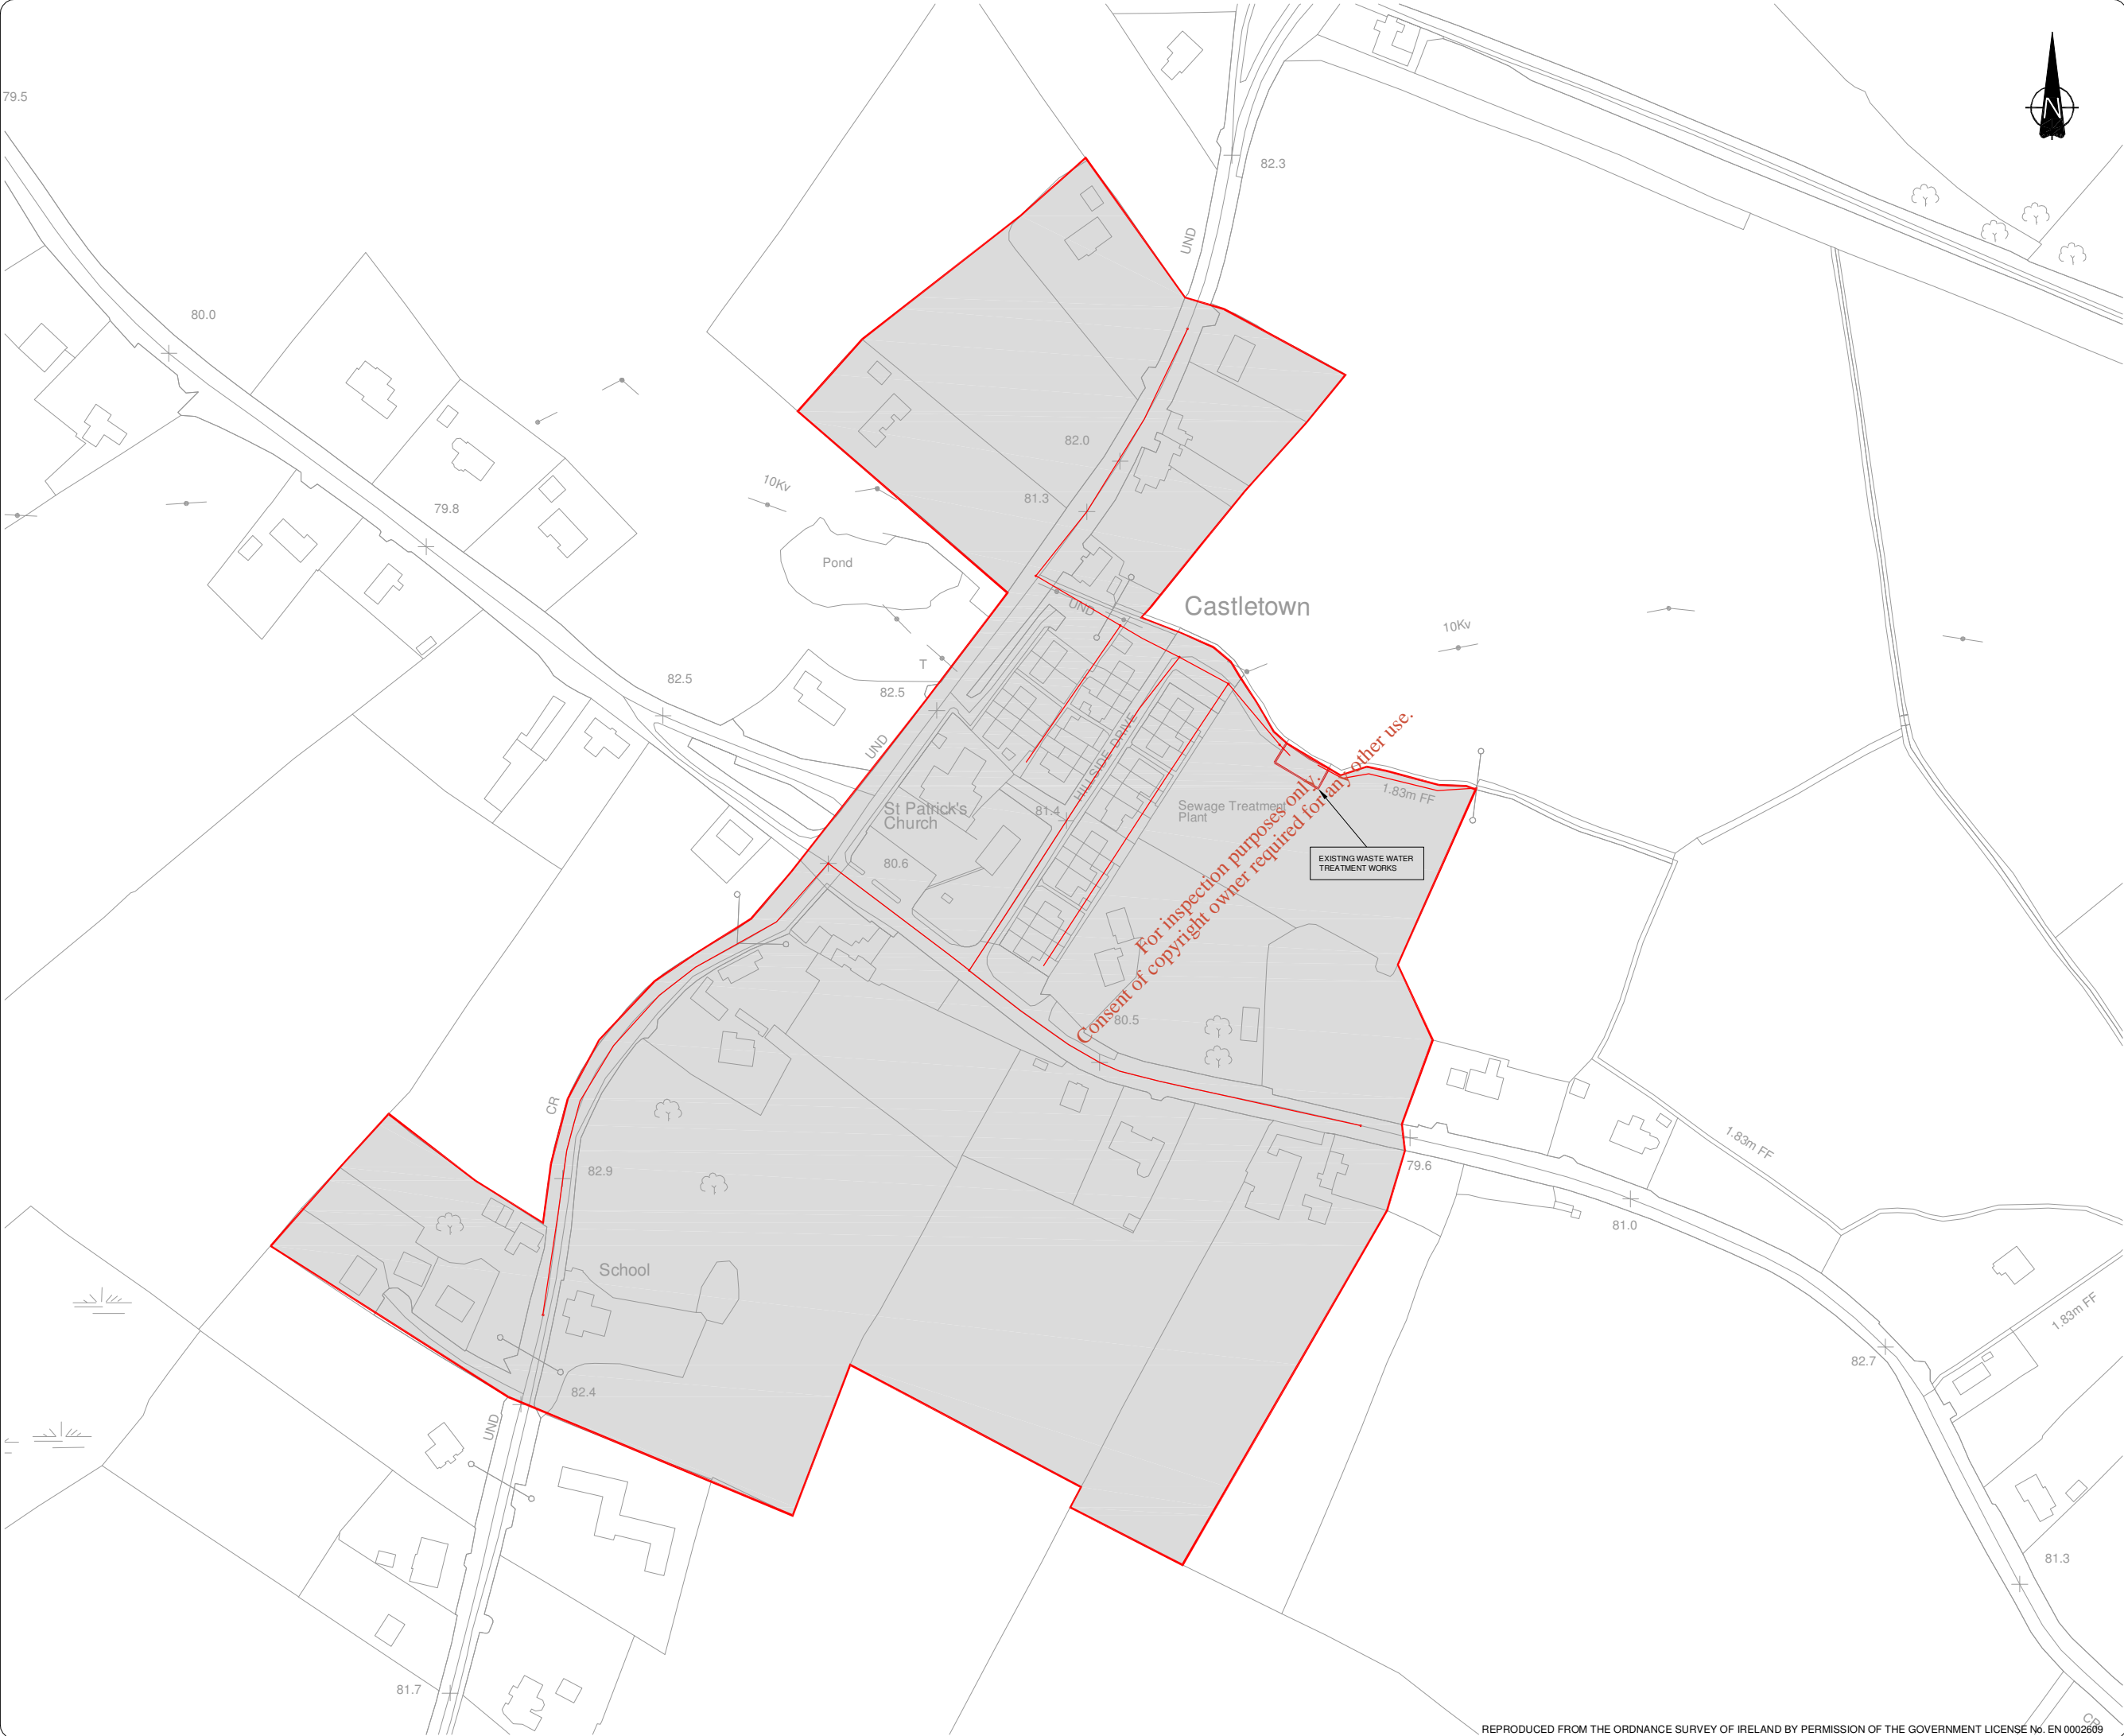 79.5
N
82.3
UND
80.0
82.0
10Kv
81.3
79.8
Pond
UND
Castletown
10Kv
T
82.5
82.5
UND
HILLSIDE DRIVE
1.83m FF
St Patrick's
Church
81.4
Sewage Treatment
Plant
80.6
EXISTING WASTE WATER
TREATMENT WORKS
For inspection purposes only.
Consent of copyright owner required for any other use.
80.5
CR
82.9
79.6
1.83m FF
81.0
School
1.83m FF
82.7
82.4
UND
81.3
81.7
CR
REPRODUCED FROM THE ORDNANCE SURVEY OF IRELAND BY PERMISSION OF THE GOVERNMENT LICENSE No. EN 0002609